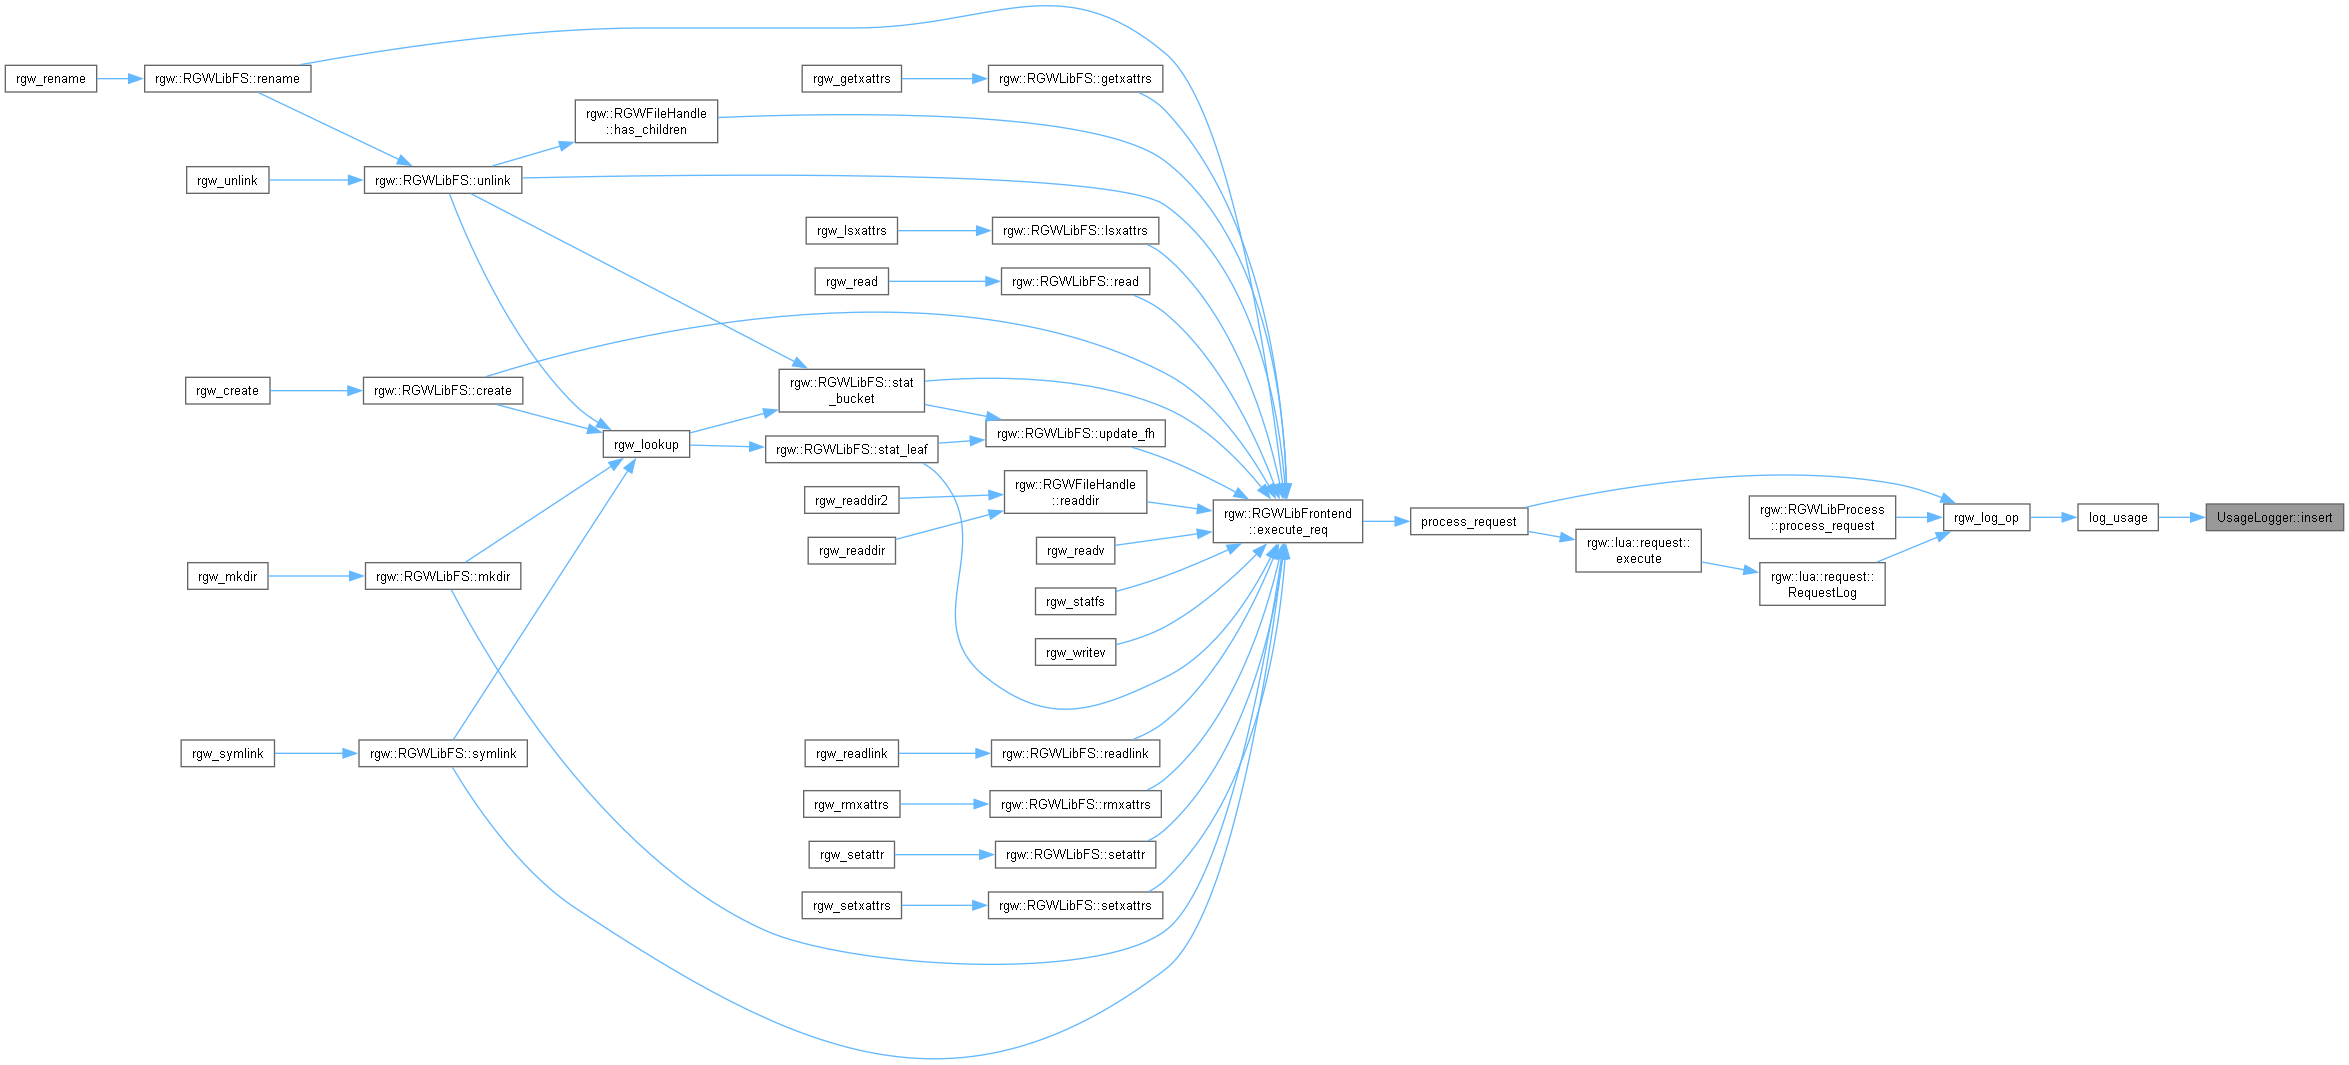 rgw_rename
rgw::RGWLibFS::rename
rgw_getxattrs
rgw::RGWLibFS::getxattrs
rgw::RGWFileHandle
::has_children
rgw_unlink
rgw::RGWLibFS::unlink
rgw_lsxattrs
rgw::RGWLibFS::lsxattrs
rgw_read
rgw::RGWLibFS::read
rgw_create
rgw::RGWLibFS::create
rgw::RGWLibFS::stat
_bucket
rgw::RGWLibFS::update_fh
rgw_lookup
rgw::RGWLibFS::stat_leaf
rgw_readdir2
rgw::RGWFileHandle
::readdir
rgw_readdir
rgw::RGWLibFrontend
::execute_req
process_request
rgw::RGWLibProcess
::process_request
rgw_log_op
log_usage
UsageLogger::insert
rgw_readv
rgw::lua::request::
execute
rgw_mkdir
rgw::RGWLibFS::mkdir
rgw::lua::request::
RequestLog
rgw_statfs
rgw_writev
rgw_symlink
rgw::RGWLibFS::symlink
rgw_readlink
rgw::RGWLibFS::readlink
rgw_rmxattrs
rgw::RGWLibFS::rmxattrs
rgw_setattr
rgw::RGWLibFS::setattr
rgw_setxattrs
rgw::RGWLibFS::setxattrs